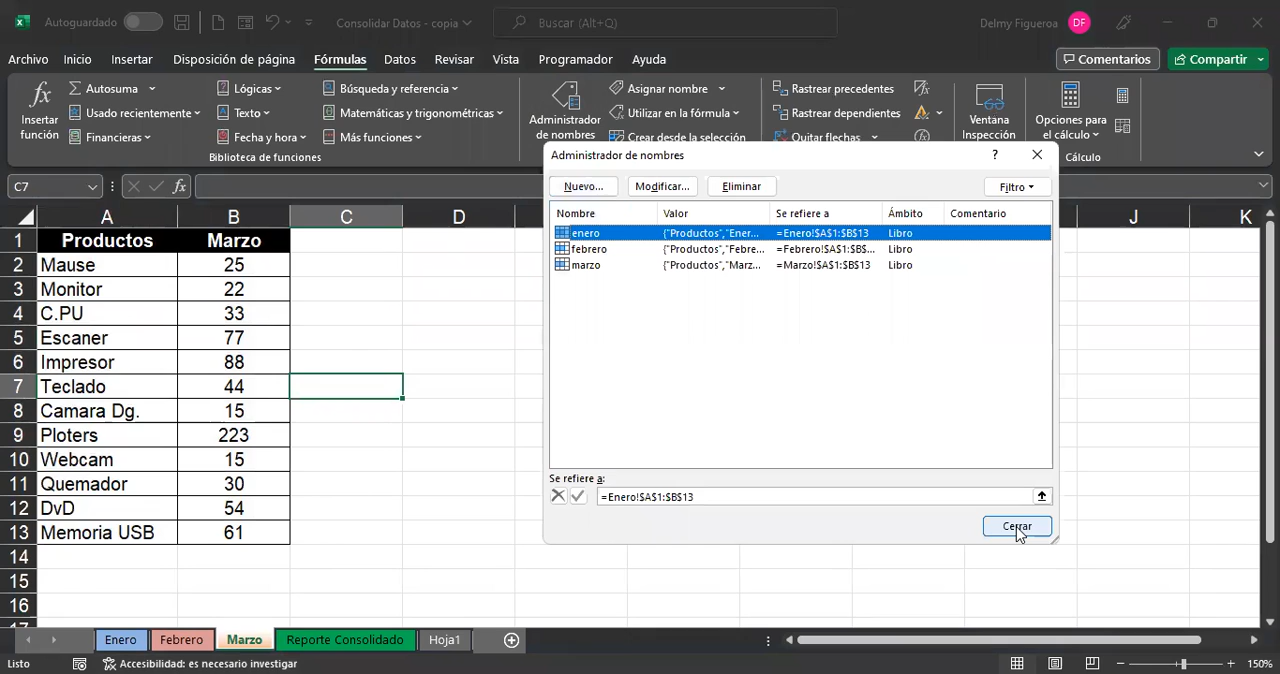 Autoguardado
Consolidar Datos - copia
Buscar (Alt+Q)
Delmy Figueroa
DF
Archivo Inicio Insertar Disposición de página Fórmulas Datos Revisar Vista Programador Ayuda
Comentarios
Compartir
Insertar función
Autosuma
Usado recientemente
Financieras
Lógicas
Texto
Fecha y hora
Búsqueda y referencia
Matemáticas y trigonométricas
Más funciones
Biblioteca de funciones
Administrador de nombres
Asignar nombre
Utilizar en la fórmula
Crear desde la selección
Rastrear precedentes
Rastrear dependientes
Quitar flechas
Ventana Inspección
Opciones para el cálculo
Cálculo
C7
fx
A B C D J K
1 Productos Marzo
2 Mause 25
3 Monitor 22
4 C.PU 33
5 Escaner 77
6 Impresor 88
7 Teclado 44
8 Camara Dg. 15
9 Ploters 223
10 Webcam 15
11 Quemador 30
12 DvD 54
13 Memoria USB 61
14
15
16
Administrador de nombres
?
Nuevo... Modificar... Eliminar Filtro
Nombre Valor Se refiere a Ámbito Comentario
enero {"Productos","Ener... =Enero!$A$1:$B$13 Libro
febrero {"Productos","Febre... =Febrero!$A$1:$B$... Libro
marzo {"Productos","Marz... =Marzo!$A$1:$B$13 Libro
Se refiere a:
=Enero!$A$1:$B$13
Cerrar
Enero Febrero Marzo Reporte Consolidado Hoja1
Listo
Accesibilidad: es necesario investigar
150%